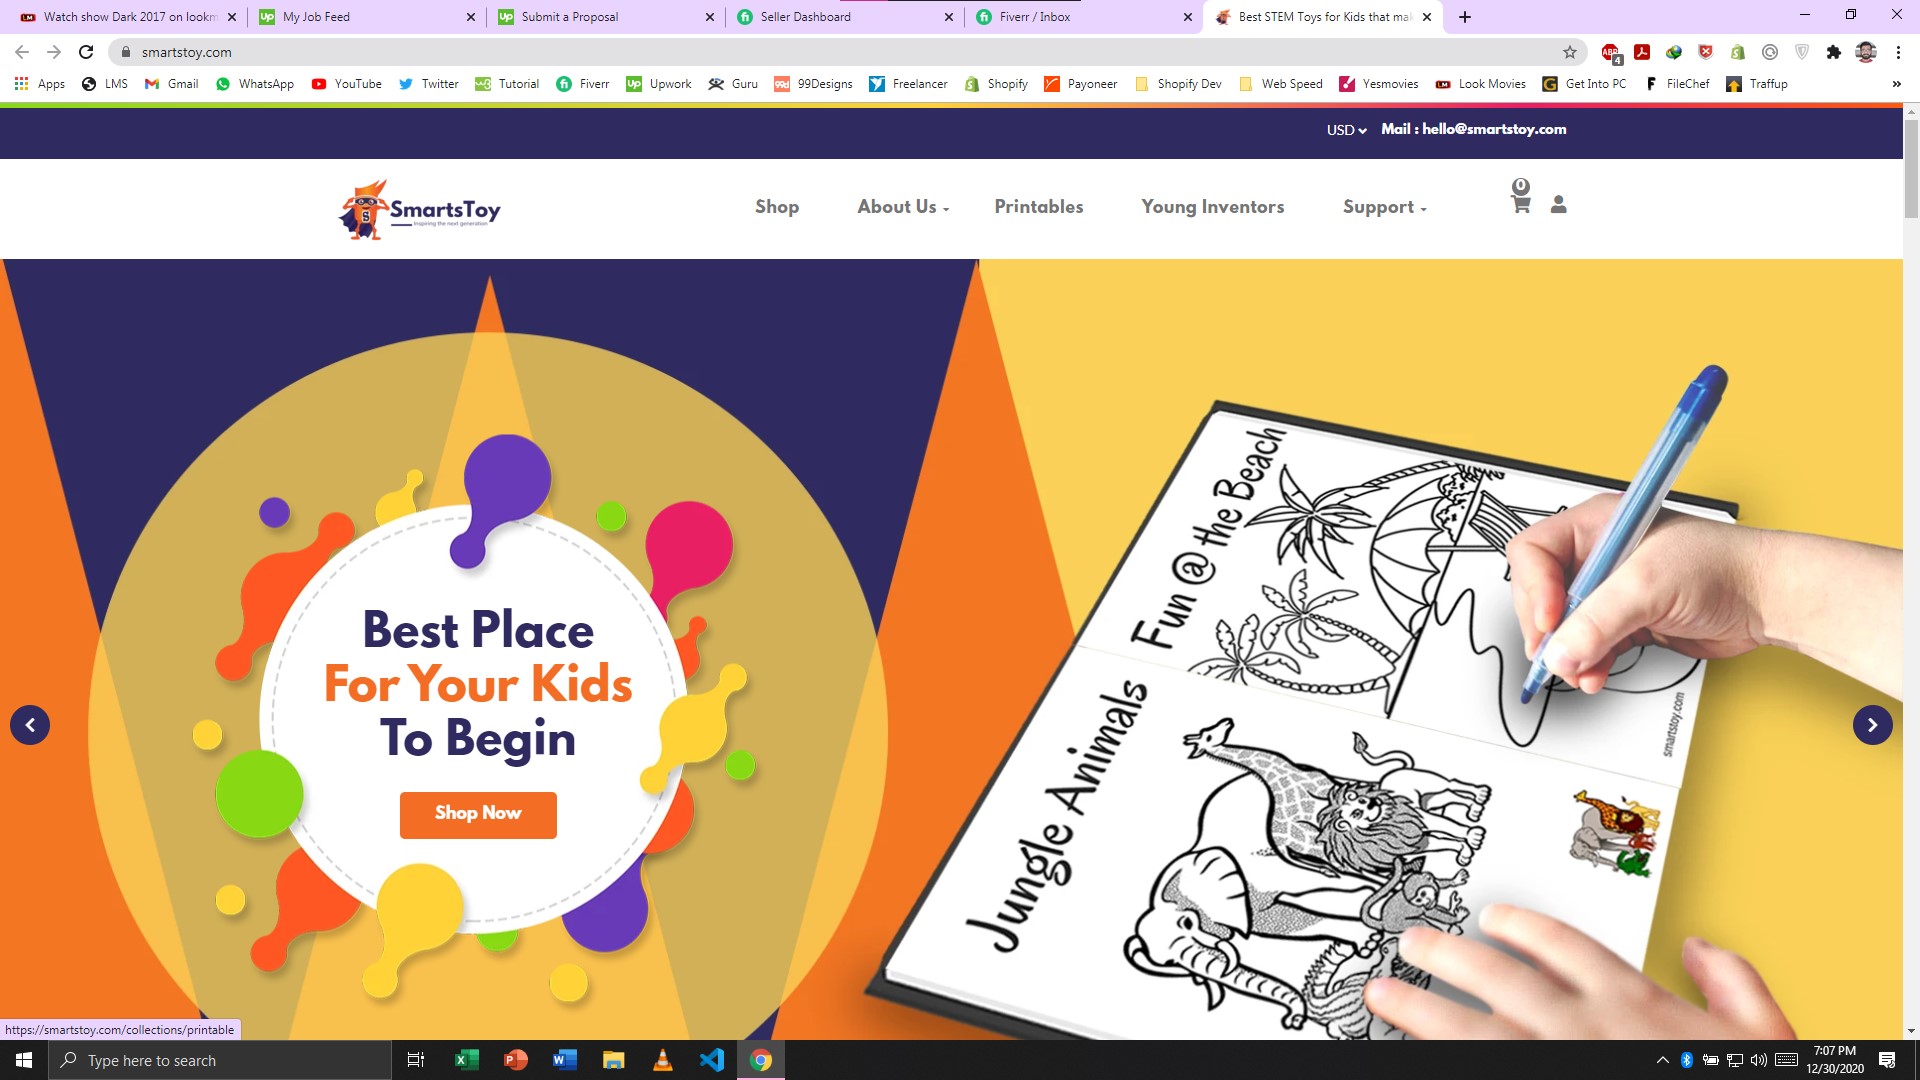 Watch show Dark 2017 on lookm
My Job Feed
Submit a Proposal
Seller Dashboard
Fiverr / Inbox
Best STEM Toys for Kids that mak
smartstoy.com
4
Apps
LMS
Gmail
WhatsApp
YouTube
Twitter
Tutorial
Fiverr
Upwork
Guru
99Designs
Freelancer
Shopify
Payoneer
Shopify Dev
Web Speed
Yesmovies
Look Movies
Get Into PC
FileChef
Traffup
USD
Mail : hello@smartstoy.com
SmartsToy
Inspiring the next generation
Shop
About Us
Printables
Young Inventors
Support
0
Best Place
For Your Kids
To Begin
Shop Now
Fun @ the Beach
smartstoy.com
Jungle Animals
https://smartstoy.com/collections/printable
Type here to search
7:07 PM
12/30/2020